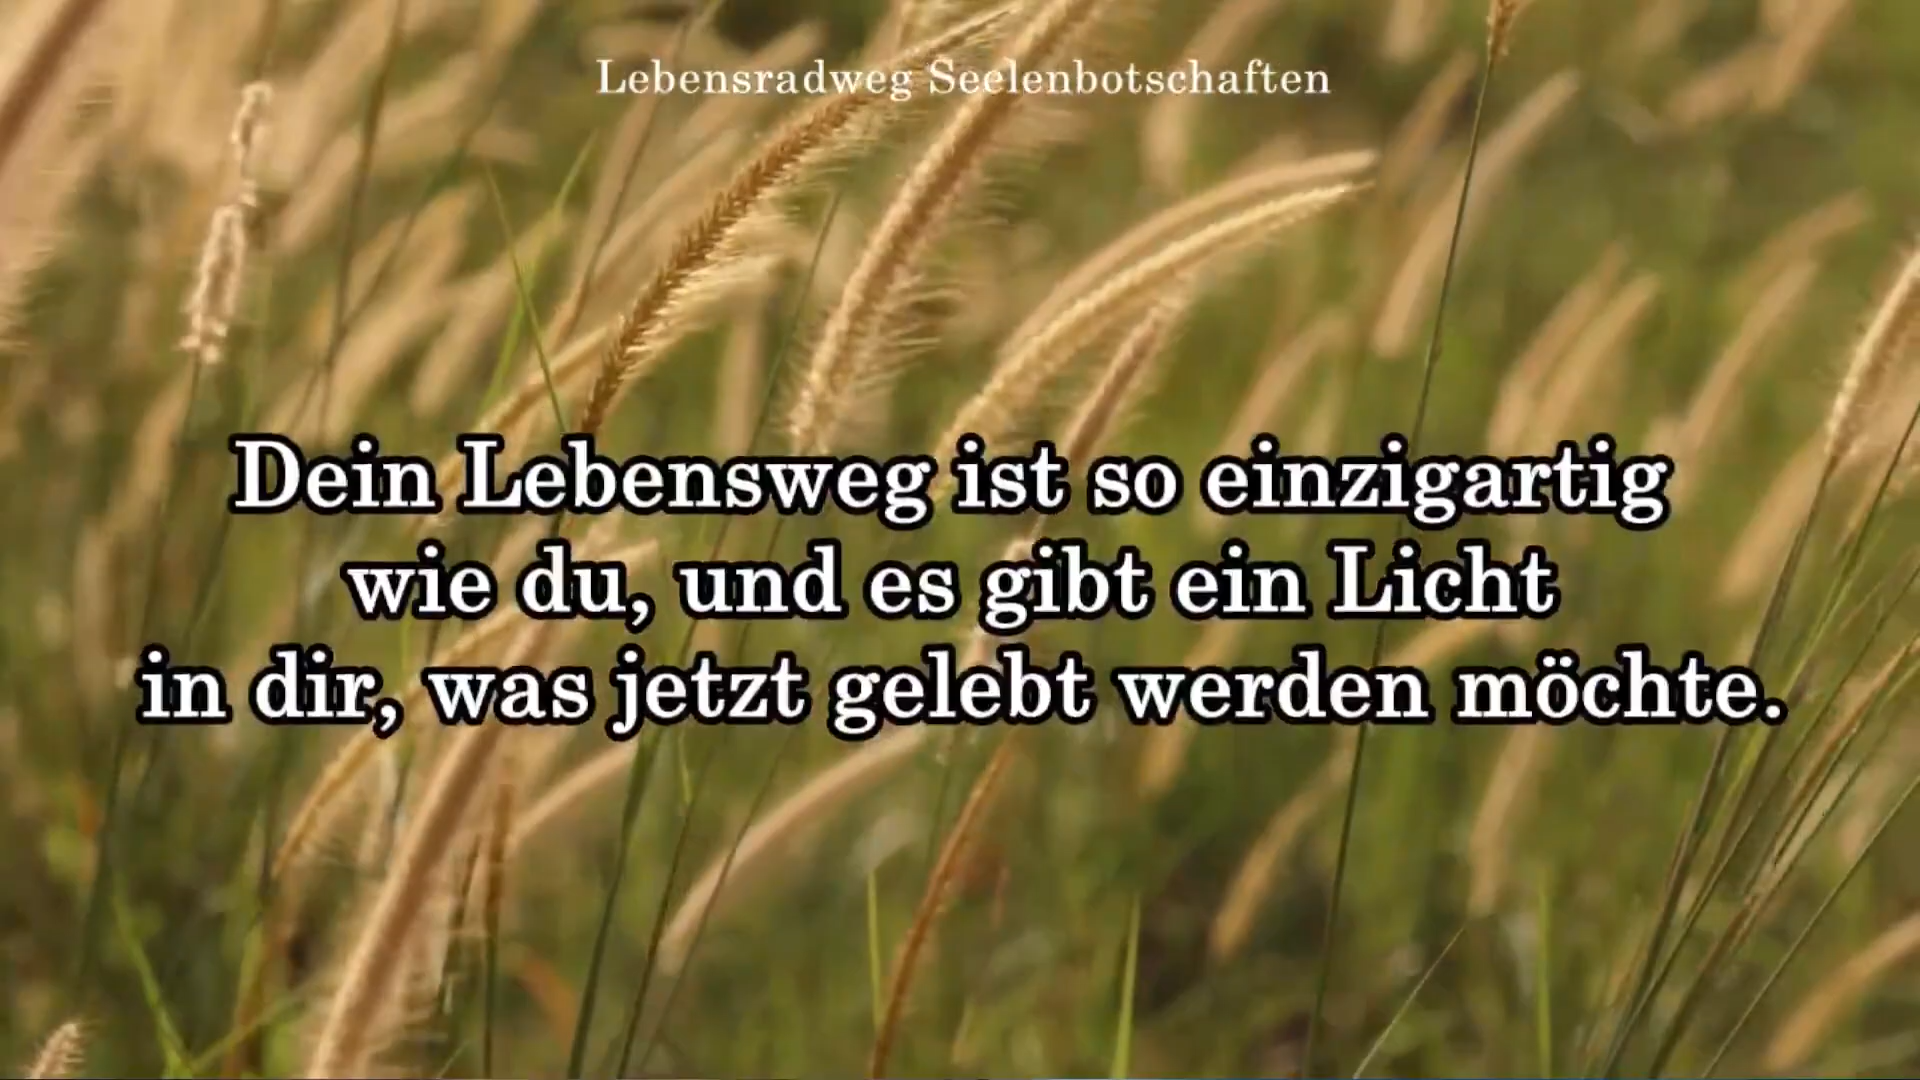 Lebensradweg Seelenbotschaften
Dein Lebensweg ist so einzigartig
wie du, und es gibt ein Licht
in dir, was jetzt gelebt werden möchte.